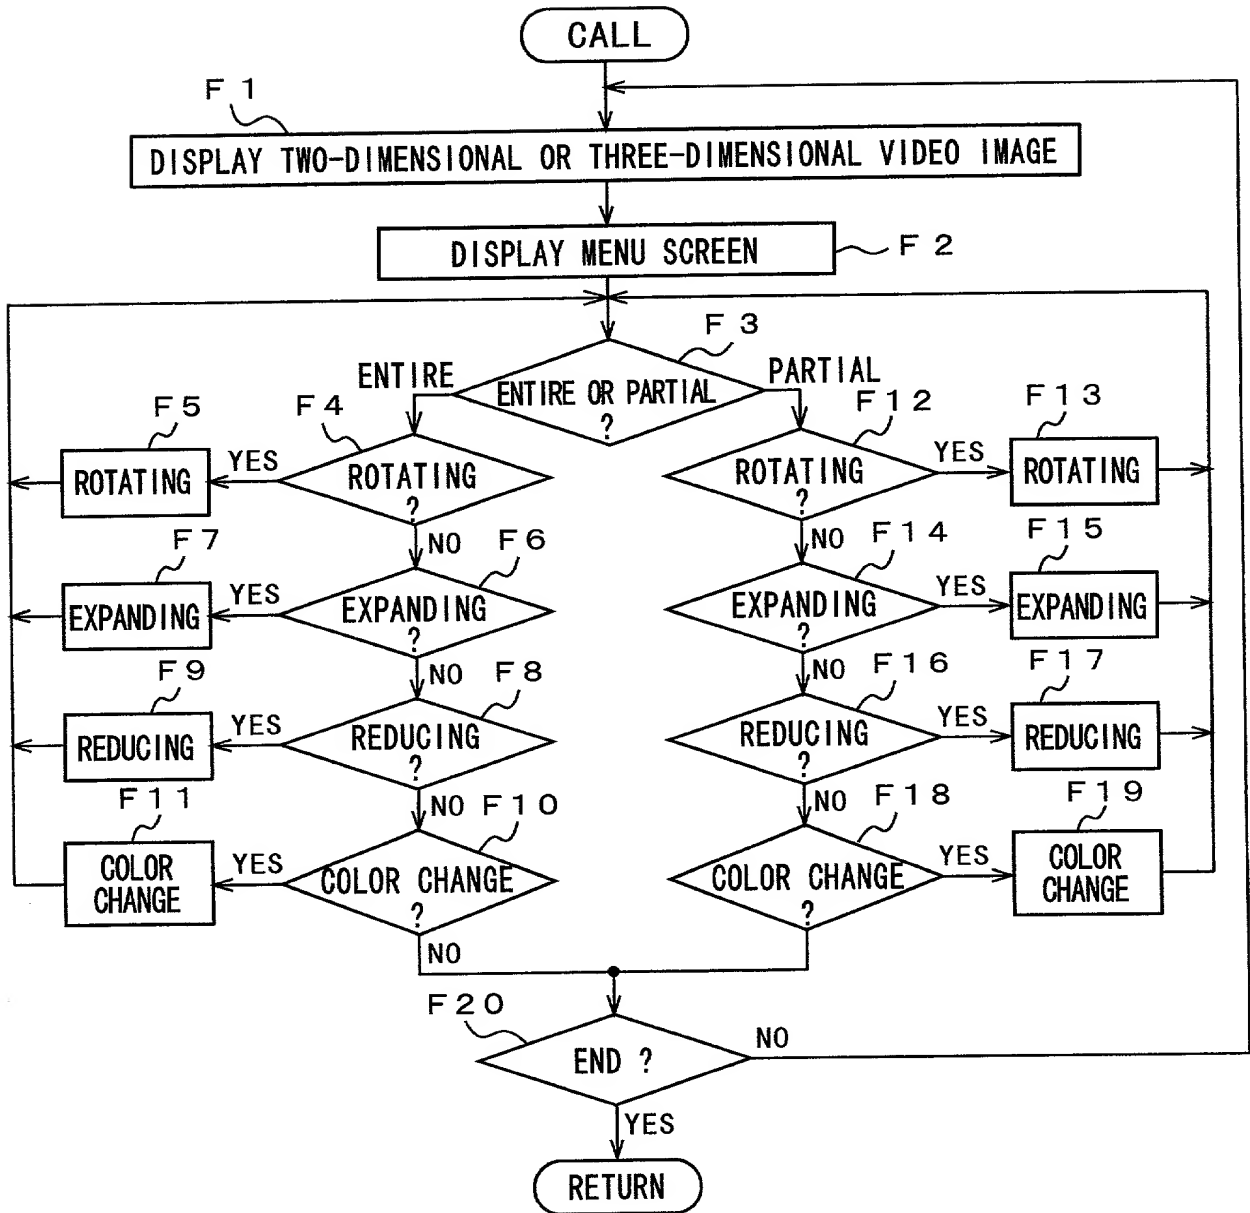 CALL
F1
DISPLAY TWO-DIMENSIONAL OR THREE-DIMENSIONAL VIDEO IMAGE
DISPLAY MENU SCREEN
F2
F3
ENTIRE
ENTIRE OR PARTIAL
?
PARTIAL
F5
F4
F12
F13
ROTATING
YES
ROTATING
?
ROTATING
?
YES
ROTATING
NO
NO
F7
F6
F14
F15
EXPANDING
YES
EXPANDING
?
EXPANDING
?
YES
EXPANDING
NO
NO
F9
F8
F16
F17
REDUCING
YES
REDUCING
?
REDUCING
?
YES
REDUCING
NO
NO
F11
F10
F18
F19
COLOR
CHANGE
YES
COLOR CHANGE
?
COLOR CHANGE
?
YES
COLOR
CHANGE
NO
F20
END ?
NO
YES
RETURN